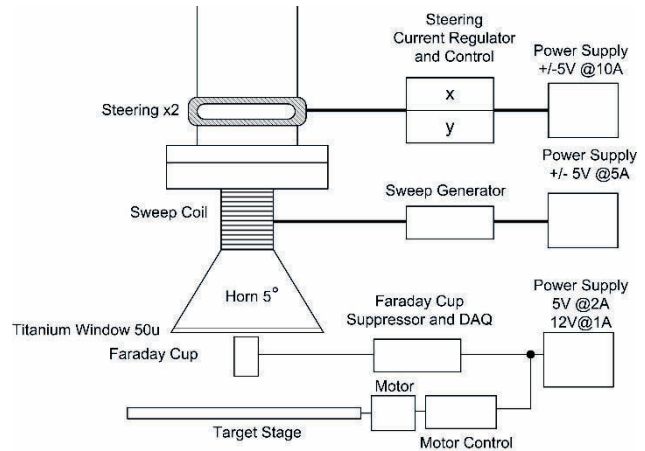 Steering
Current Regulator
and Control
Power Supply
+/-5V @10A
Steering x2
x
y
Power Supply
+/- 5V @5A
Sweep Coil
Sweep Generator
Horn 5°
Power Supply
5V @2A
12V@1A
Faraday Cup
Suppressor and DAQ
Titanium Window 50u
Faraday Cup
Motor
Target Stage
Motor Control